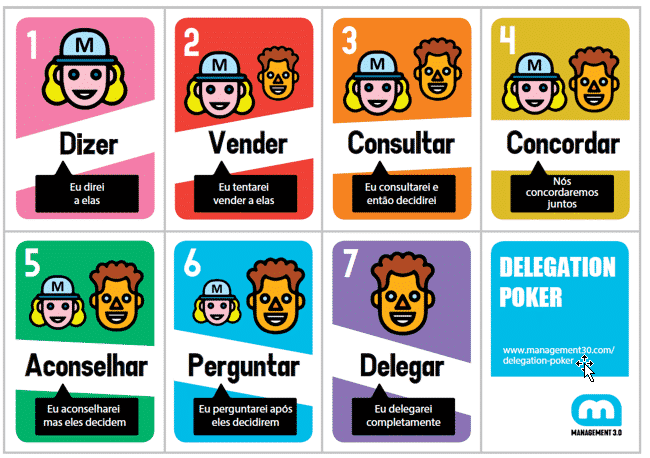 1
M
Dizer
Eu direi
a elas
2
M
Vender
Eu tentarei
vender a elas
3
M
Consultar
Eu consultarei e
então decidirei
4
M
Concordar
Nós
concordaremos
juntos
5
M
Aconselhar
Eu aconselharei
mas eles decidem
6
M
Perguntar
Eu perguntarei após
eles decidirem
7
Delegar
Eu delegarei
completamente
DELEGATION
POKER
www.management30.com/
delegation-poker
m
MANAGEMENT 3.0